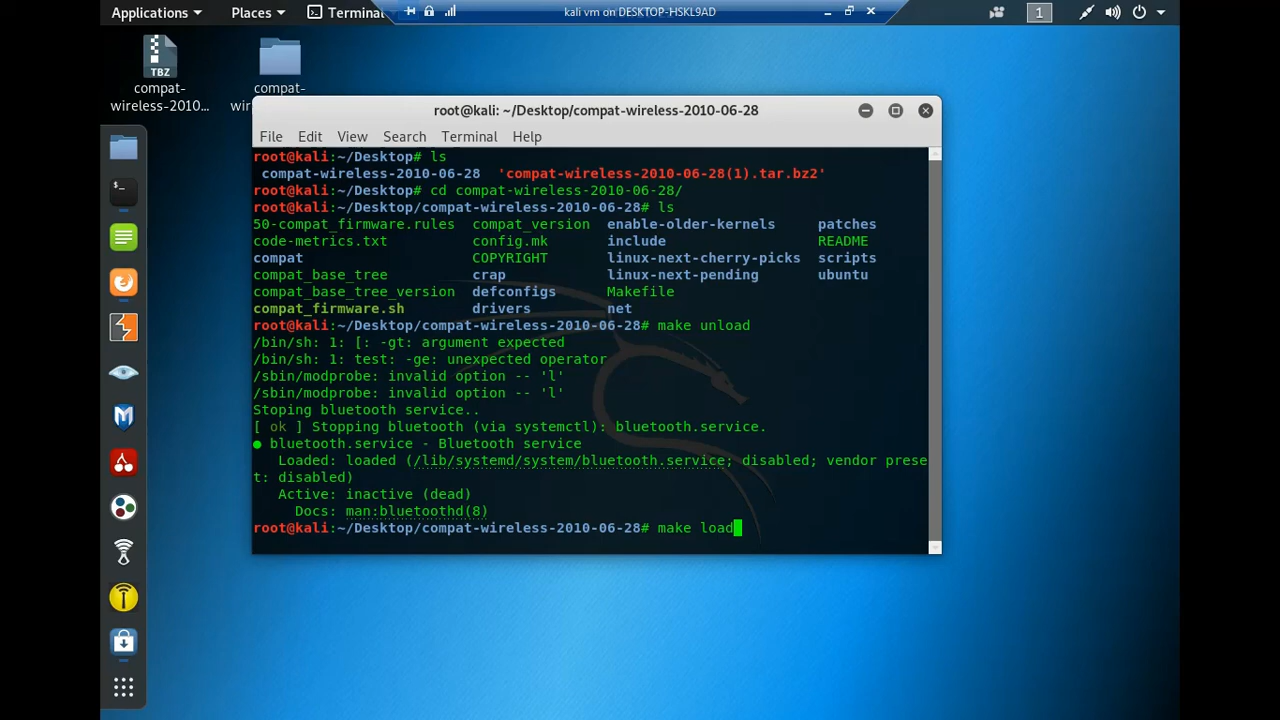 Applications Places Terminal kali vm on DESKTOP-HSKL9AD 1
TBZ
compat-
wireless-2010...
compat-
wir
root@kali: ~/Desktop/compat-wireless-2010-06-28
File Edit View Search Terminal Help
root@kali:~/Desktop# ls
compat-wireless-2010-06-28 'compat-wireless-2010-06-28(1).tar.bz2'
root@kali:~/Desktop# cd compat-wireless-2010-06-28/
root@kali:~/Desktop/compat-wireless-2010-06-28# ls
50-compat_firmware.rules compat_version enable-older-kernels patches
code-metrics.txt config.mk include README
compat COPYRIGHT linux-next-cherry-picks scripts
compat_base_tree crap linux-next-pending ubuntu
compat_base_tree_version defconfigs Makefile
compat_firmware.sh drivers net
root@kali:~/Desktop/compat-wireless-2010-06-28# make unload
/bin/sh: 1: [: -gt: argument expected
/bin/sh: 1: test: -ge: unexpected operator
/sbin/modprobe: invalid option -- 'l'
/sbin/modprobe: invalid option -- 'l'
Stoping bluetooth service..
[ ok ] Stopping bluetooth (via systemctl): bluetooth.service.
● bluetooth.service - Bluetooth service
Loaded: loaded (/lib/systemd/system/bluetooth.service; disabled; vendor prese
t: disabled)
Active: inactive (dead)
Docs: man:bluetoothd(8)
root@kali:~/Desktop/compat-wireless-2010-06-28# make load